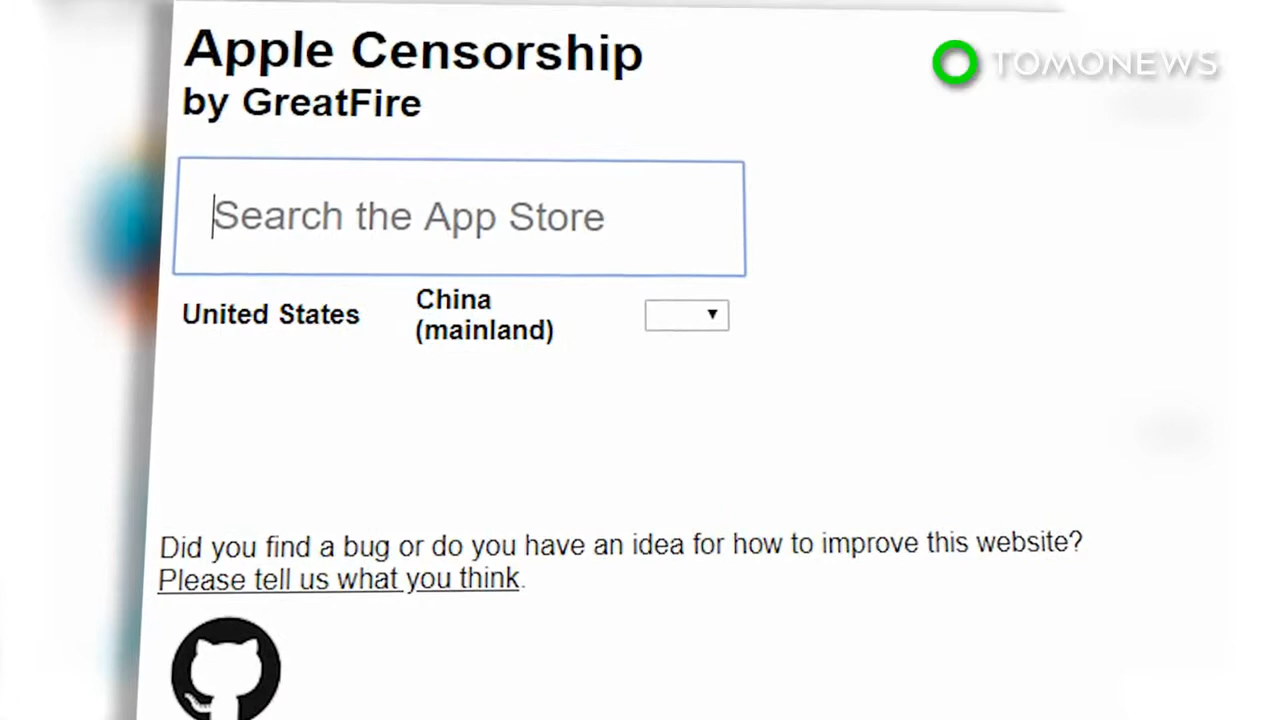 Apple Censorship
TOMONEWS
by GreatFire
Search the App Store
United States
China
(mainland)
Did you find a bug or do you have an idea for how to improve this website?
Please tell us what you think.